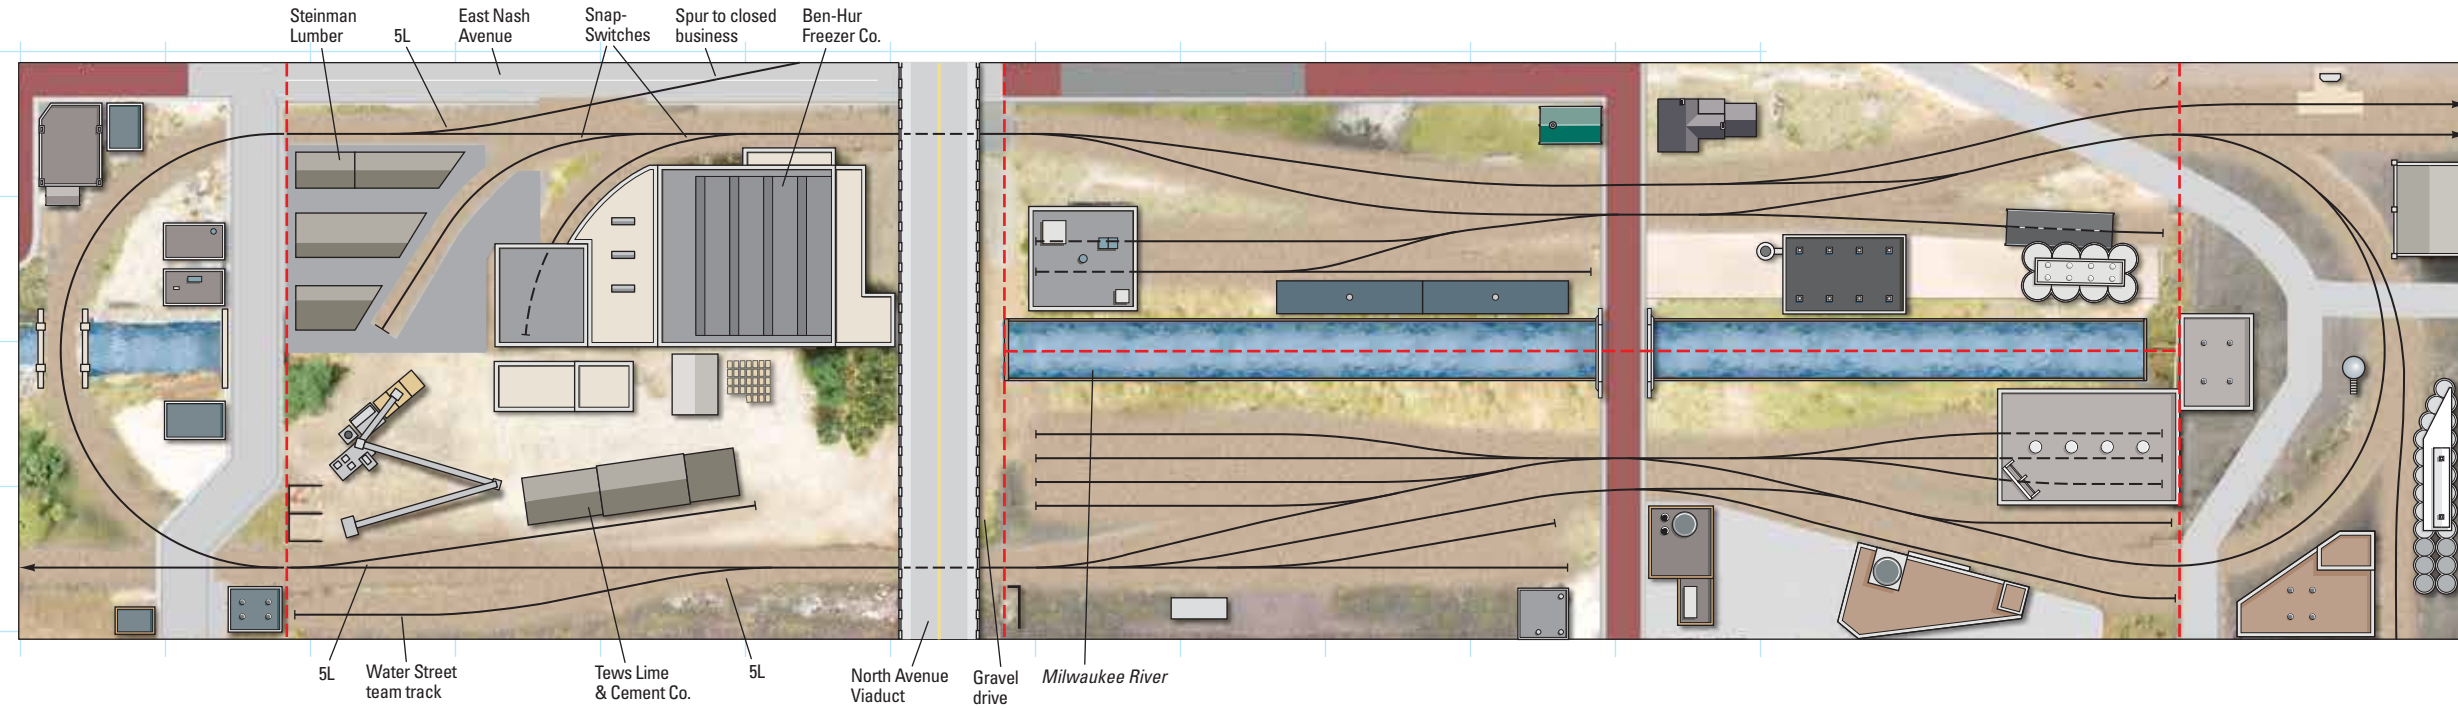 Steinman
Lumber
5L
East Nash
Avenue
Snap-
Switches
Spur to closed
business
Ben-Hur
Freezer Co.
5L
Water Street
team track
Tews Lime
& Cement Co.
5L
North Avenue
Viaduct
Gravel
drive
Milwaukee River